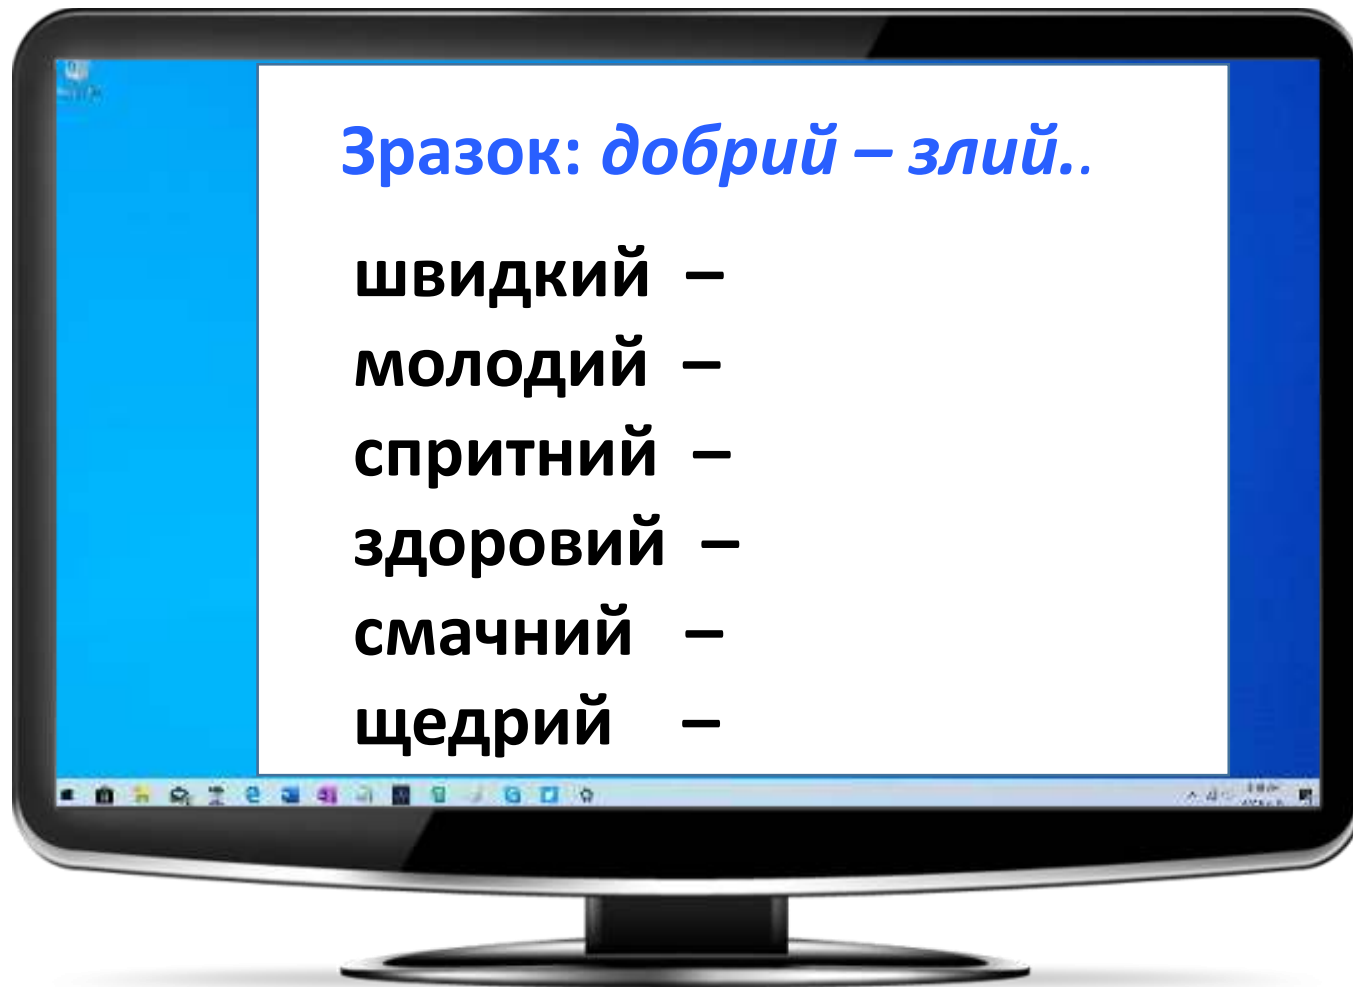 Зразок: добрий – злий..
швидкий –
молодий –
спритний –
здоровий –
смачний –
щедрий –